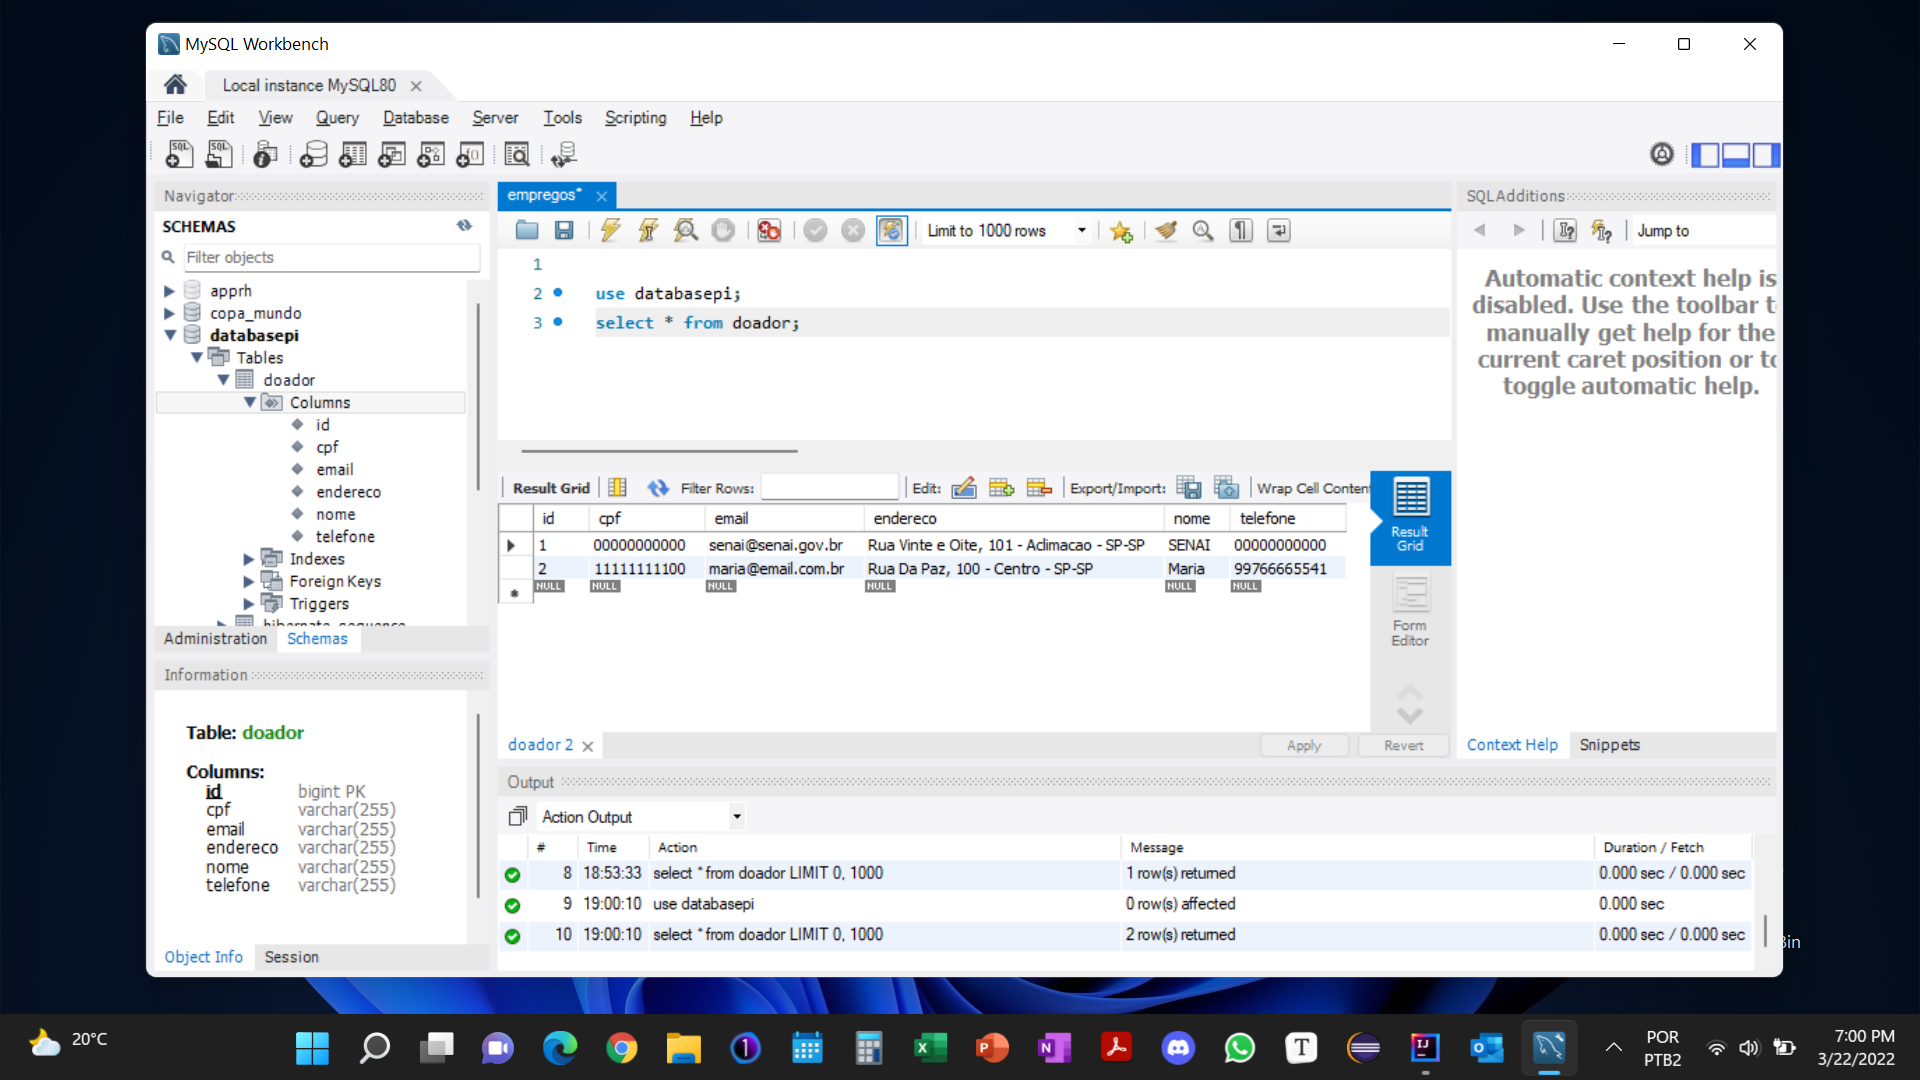 MySQL Workbench
Local instance MySQL80
File Edit View Query Database Server Tools Scripting Help
Navigator
SCHEMAS
Filter objects
apprh
copa_mundo
databasepi
Tables
doador
Columns
id
cpf
email
endereco
nome
telefone
Indexes
Foreign Keys
Triggers
hibernate_sequence
Administration Schemas
Information
Table: doador
Columns:
id bigint PK
cpf varchar(255)
email varchar(255)
endereco varchar(255)
nome varchar(255)
telefone varchar(255)
Object Info Session
empregos*
Limit to 1000 rows
1
2 use databasepi;
3 select * from doador;
Result Grid Filter Rows: Edit: Export/Import: Wrap Cell Conten
id cpf email endereco nome telefone
1 00000000000 senai@senai.gov.br Rua Vinte e Oite, 101 - Aclimacao - SP-SP SENAI 00000000000
2 11111111100 maria@email.com.br Rua Da Paz, 100 - Centro - SP-SP Maria 99766665541
NULL NULL NULL NULL NULL NULL
Result
Grid
Form
Editor
doador 2 Apply Revert
SQLAdditions
Jump to
Automatic context help is
disabled. Use the toolbar t
manually get help for the
current caret position or to
toggle automatic help.
Context Help Snippets
Output
Action Output
# Time Action Message Duration / Fetch
8 18:53:33 select * from doador LIMIT 0, 1000 1 row(s) returned 0.000 sec / 0.000 sec
9 19:00:10 use databasepi 0 row(s) affected 0.000 sec
10 19:00:10 select * from doador LIMIT 0, 1000 2 row(s) returned 0.000 sec / 0.000 sec
Bin
20°C
POR
PTB2
7:00 PM
3/22/2022